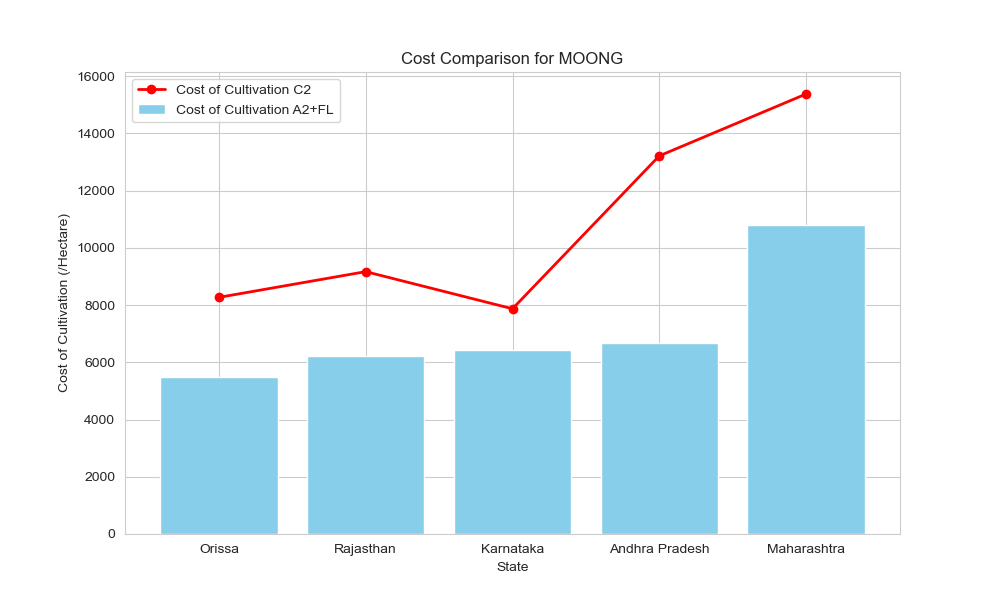 Cost Comparison for MOONG
Cost of Cultivation C2
Cost of Cultivation A2+FL
Cost of Cultivation (/Hectare)
16000
14000
12000
10000
8000
6000
4000
2000
0
Orissa Rajasthan Karnataka Andhra Pradesh Maharashtra
State